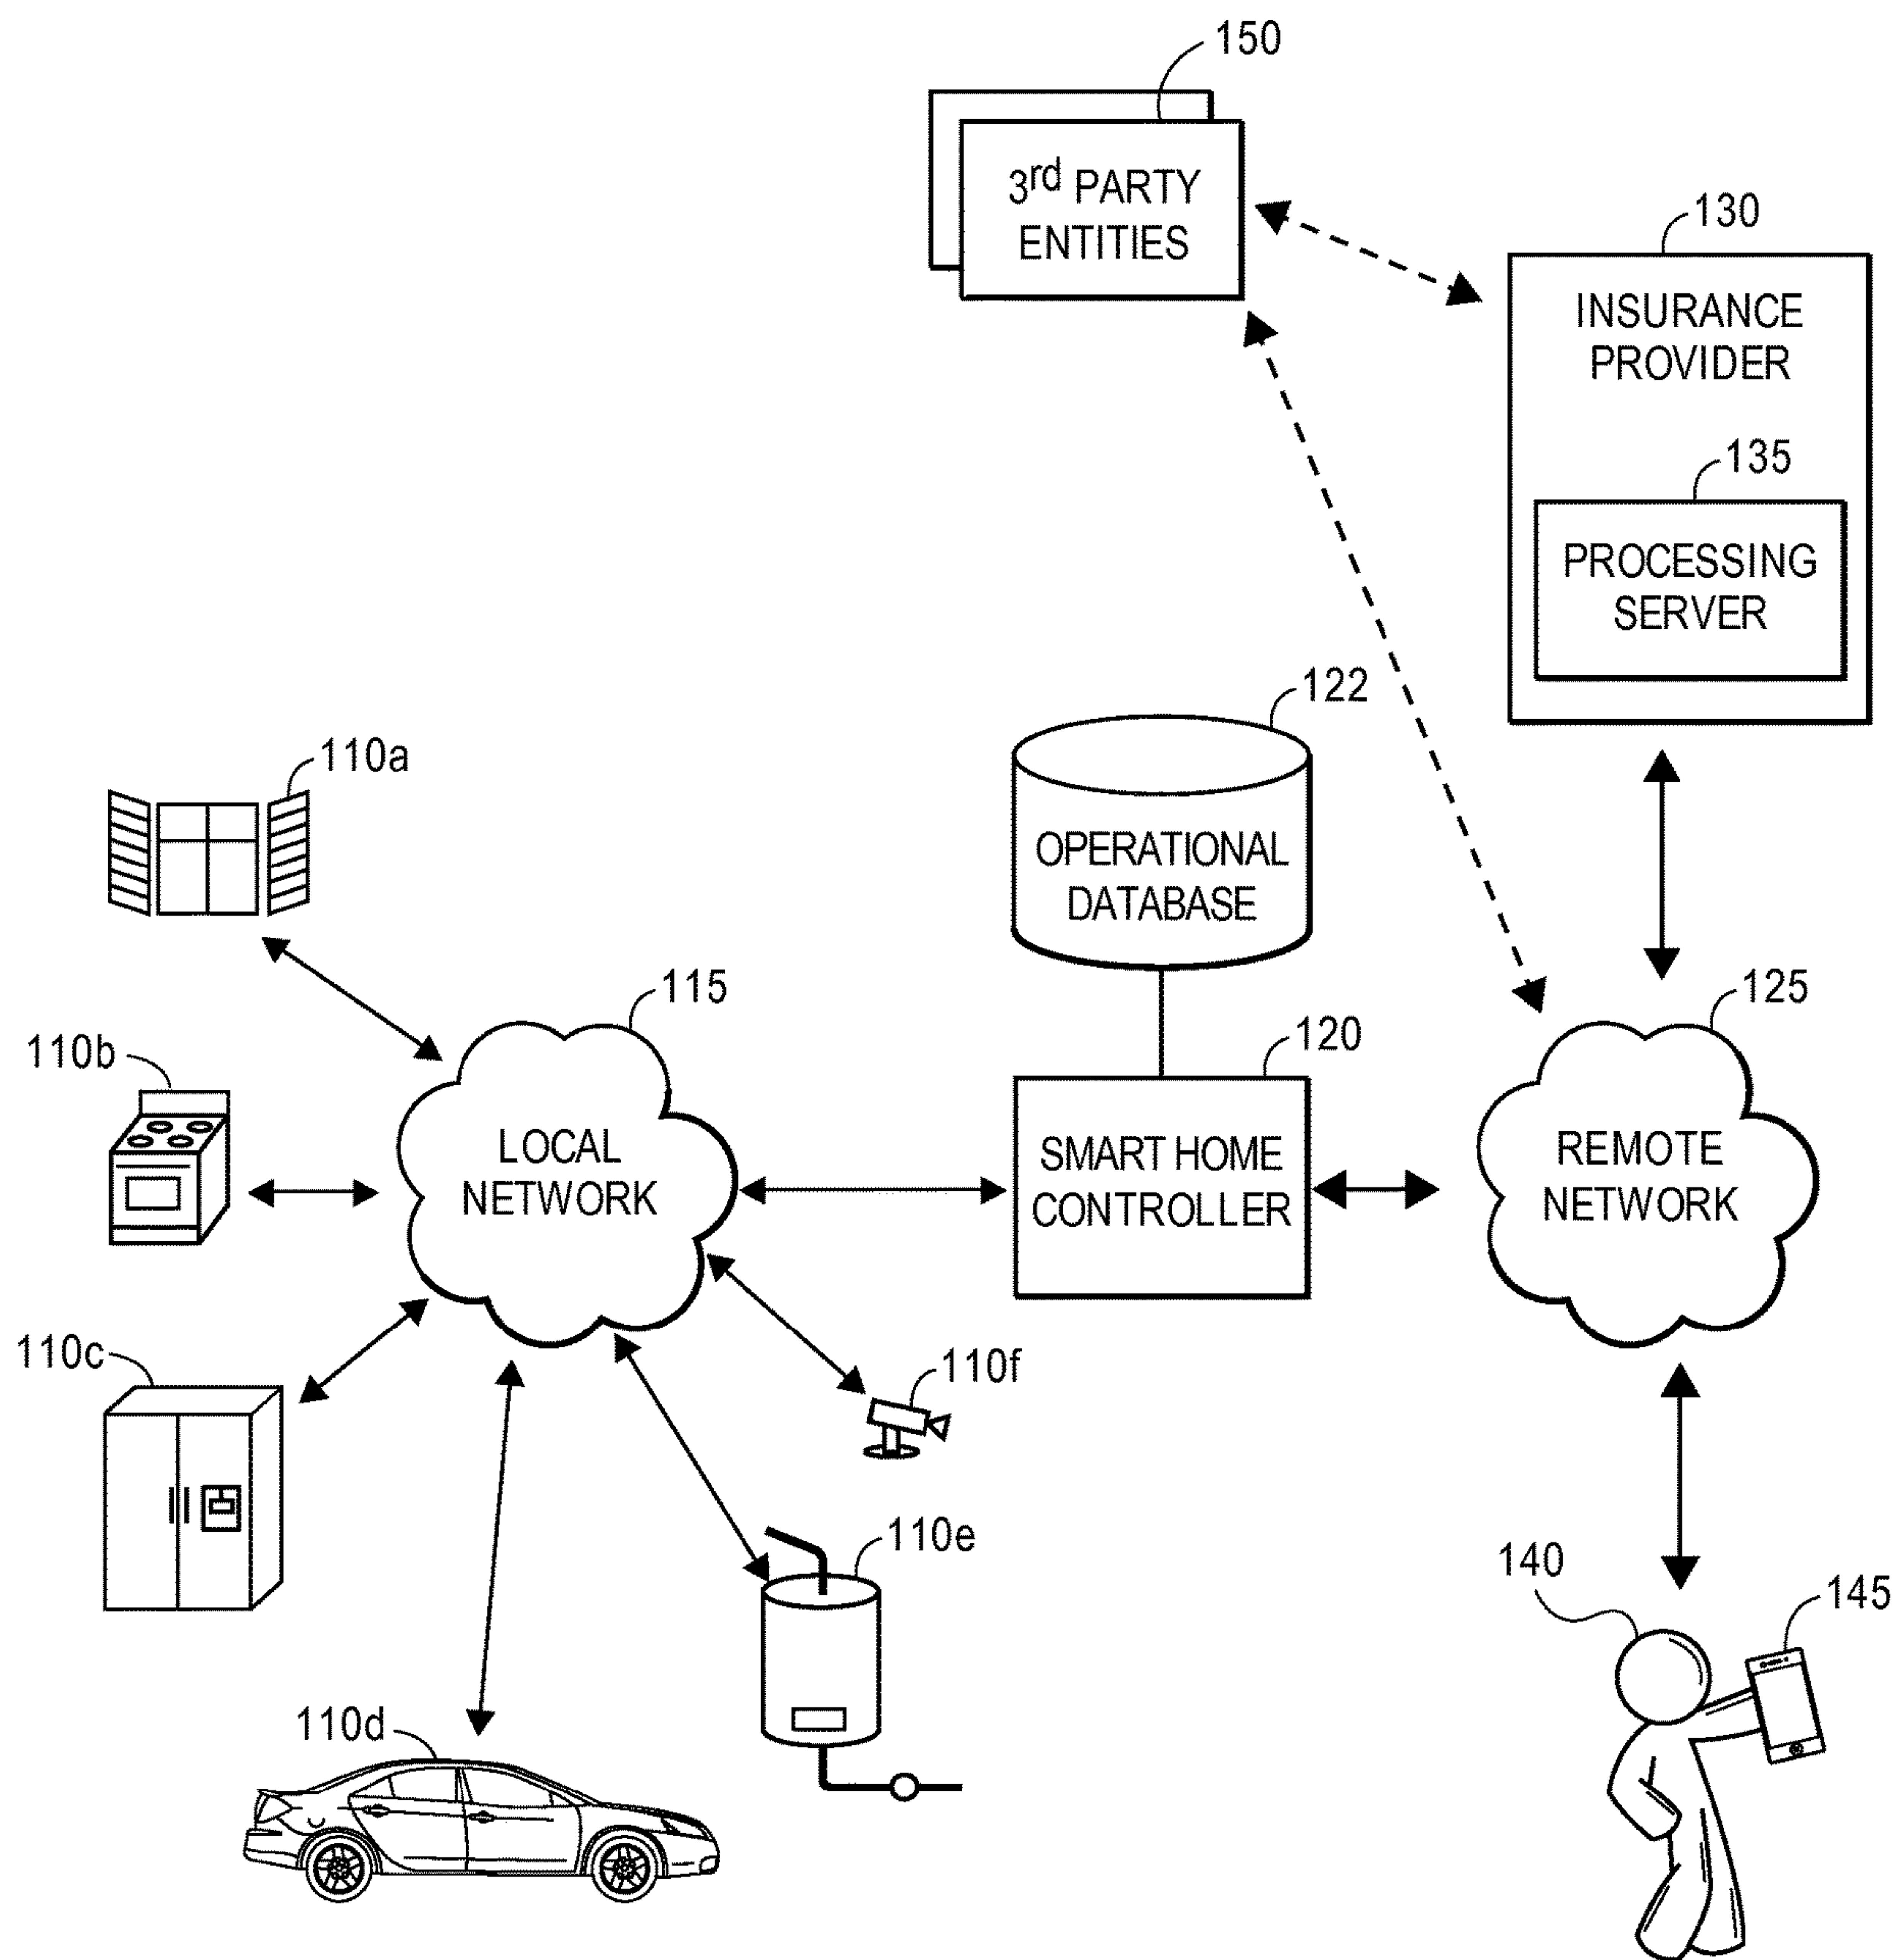 150
3rd PARTY
ENTITIES
130
INSURANCE
PROVIDER
135
PROCESSING
SERVER
122
OPERATIONAL
DATABASE
110a
115
125
120
110b
LOCAL
NETWORK
SMART HOME
CONTROLLER
REMOTE
NETWORK
110c
110f
110e
140
145
110d